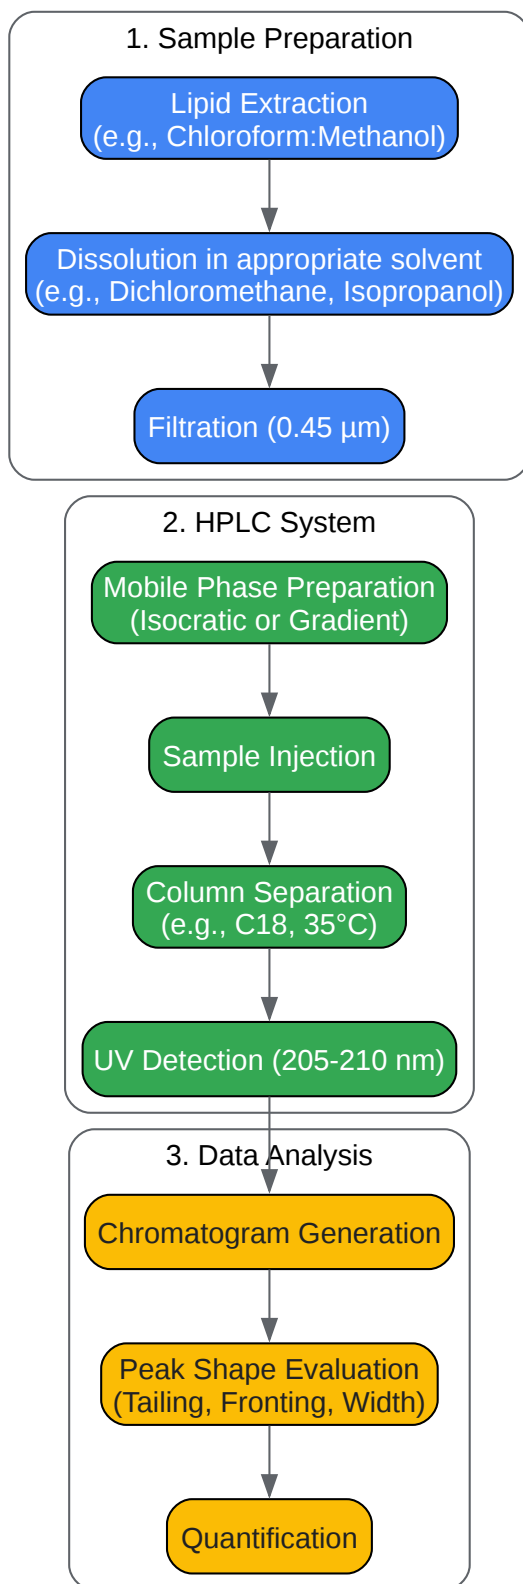 1. Sample Preparation
Lipid Extraction
(e.g., Chloroform:Methanol)
Dissolution in appropriate solvent
(e.g., Dichloromethane, Isopropanol)
Filtration (0.45 µm)
2. HPLC System
Mobile Phase Preparation
(Isocratic or Gradient)
Sample Injection
Column Separation
(e.g., C18, 35°C)
UV Detection (205-210 nm)
3. Data Analysis
Chromatogram Generation
Peak Shape Evaluation
(Tailing, Fronting, Width)
Quantification